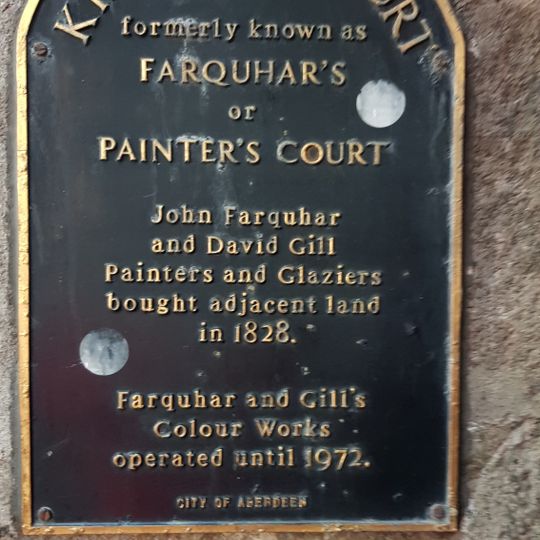 formerly known as
FARQUHAR'S
or
PAINTER'S COURT
John Farquhar
and David Gill
Painters and Glaziers
bought adjacent land
in 1828.
Farquhar and Gill's
Colour Works
operated until 1972.
CITY OF ABERDEEN